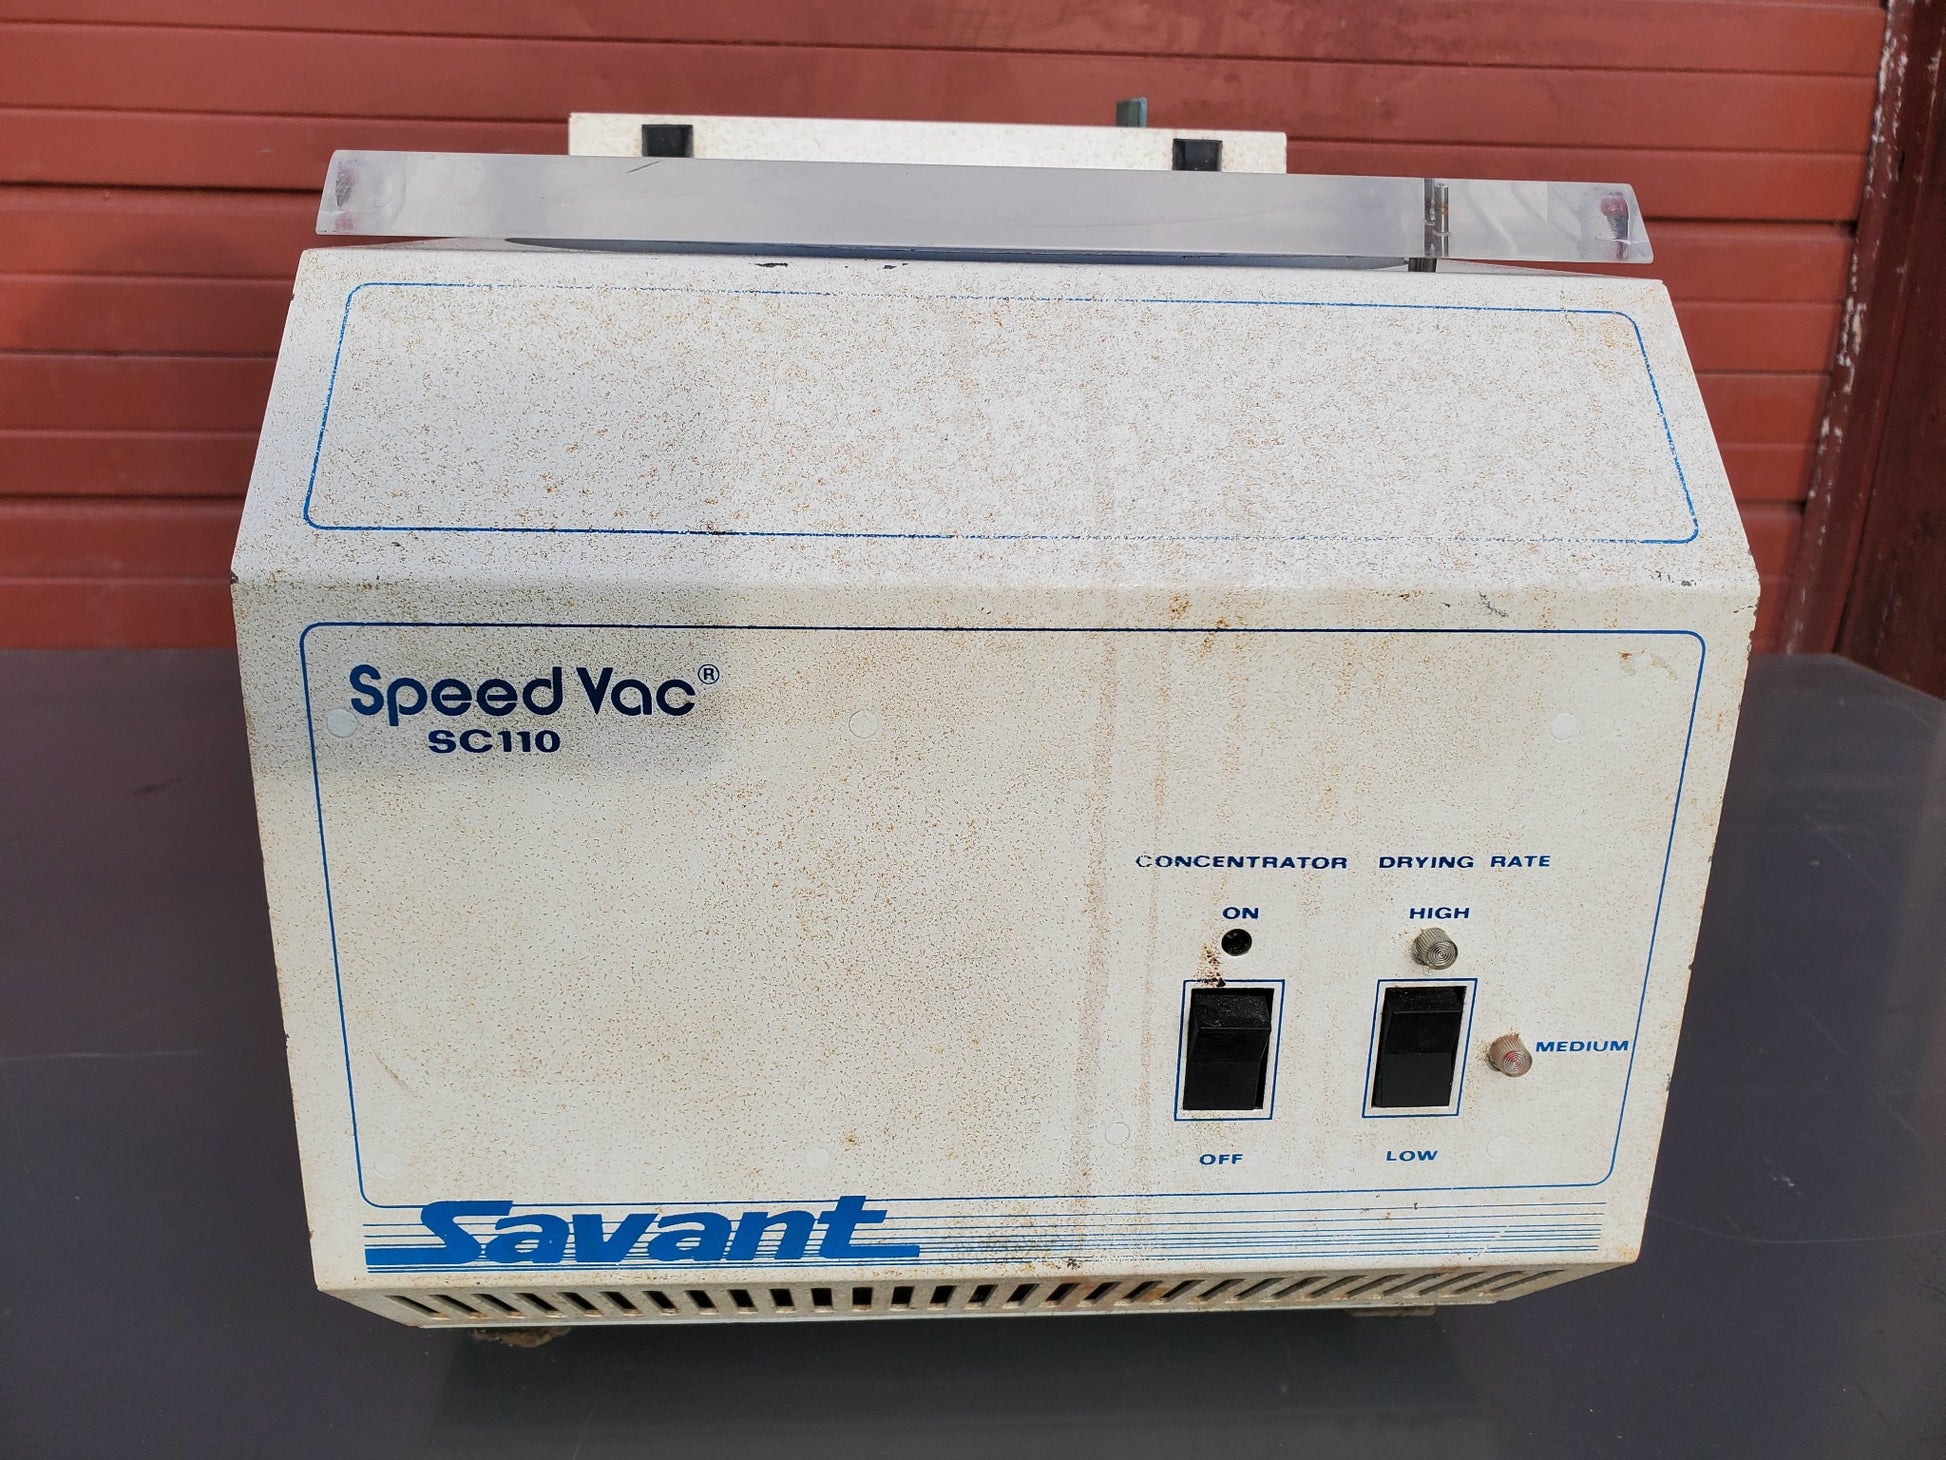 Speed Vac®
SC110
CONCENTRATOR DRYING RATE
ON HIGH
MEDIUM
OFF LOW
Savant